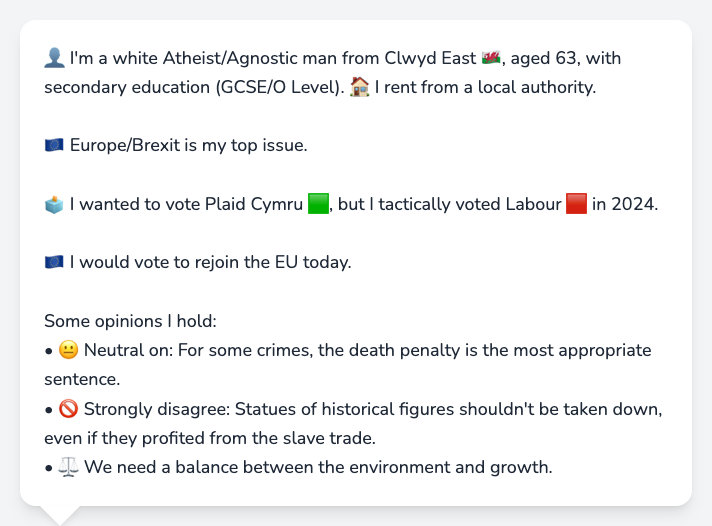 👤 I'm a white Atheist/Agnostic man from Clwyd East 🏴󠁧󠁢󠁷󠁬󠁳󠁿, aged 63, with
secondary education (GCSE/O Level). 🏠 I rent from a local authority.
🇪🇺 Europe/Brexit is my top issue.
🗳️ I wanted to vote Plaid Cymru 🟩, but I tactically voted Labour 🟥 in 2024.
🇪🇺 I would vote to rejoin the EU today.
Some opinions I hold:
• 😐 Neutral on: For some crimes, the death penalty is the most appropriate
sentence.
• 🚫 Strongly disagree: Statues of historical figures shouldn't be taken down,
even if they profited from the slave trade.
• ⚖️ We need a balance between the environment and growth.